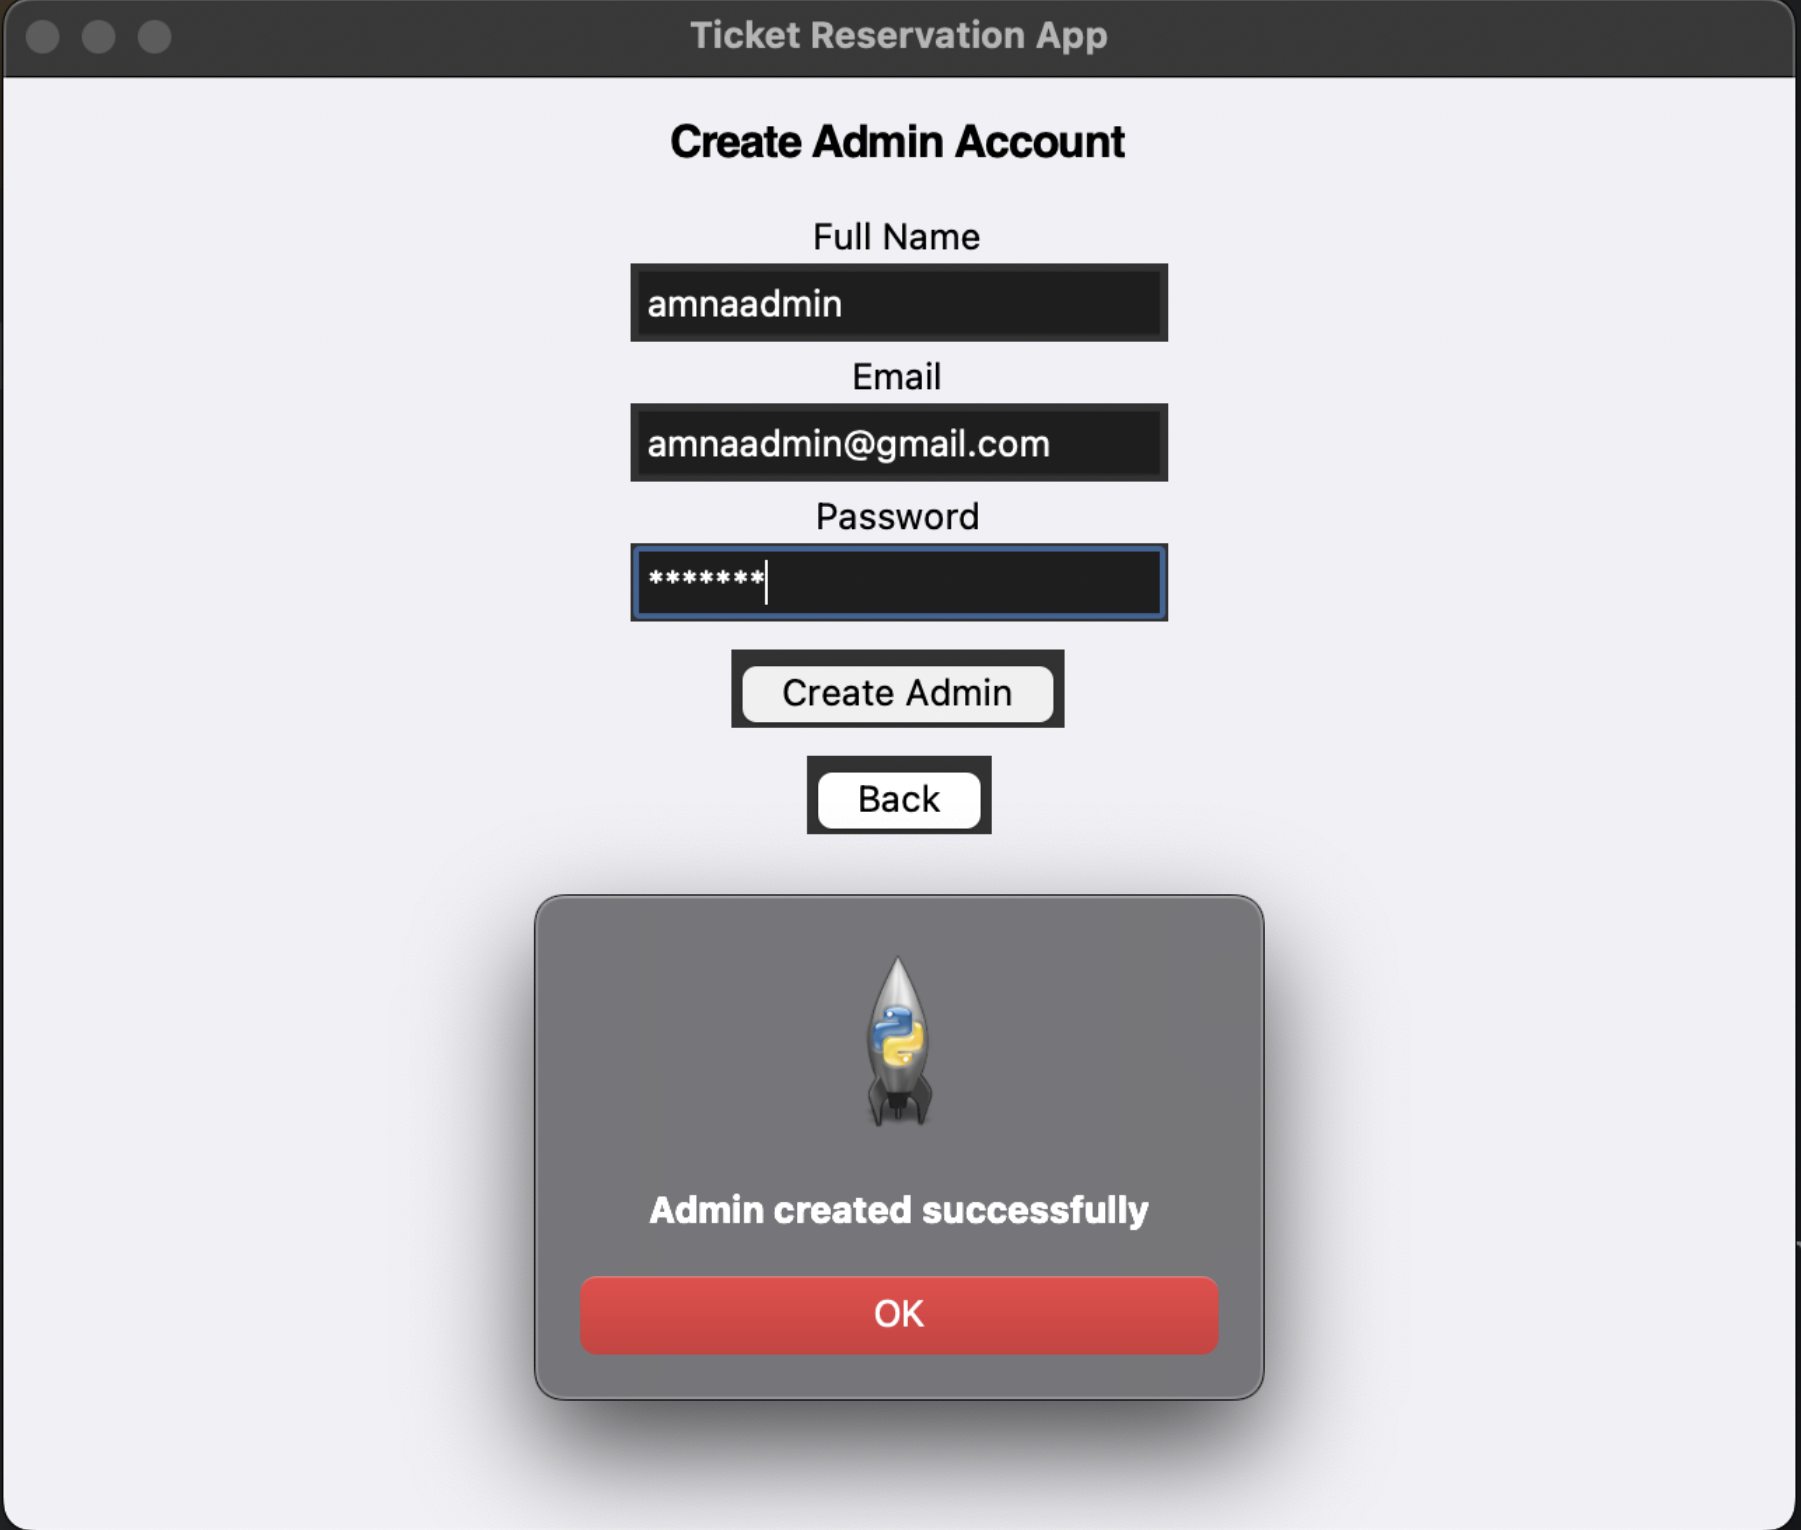 Ticket Reservation App
Create Admin Account
Full Name
amnaadmin
Email
amnaadmin@gmail.com
Password
*******
Create Admin
Back
Admin created successfully
OK